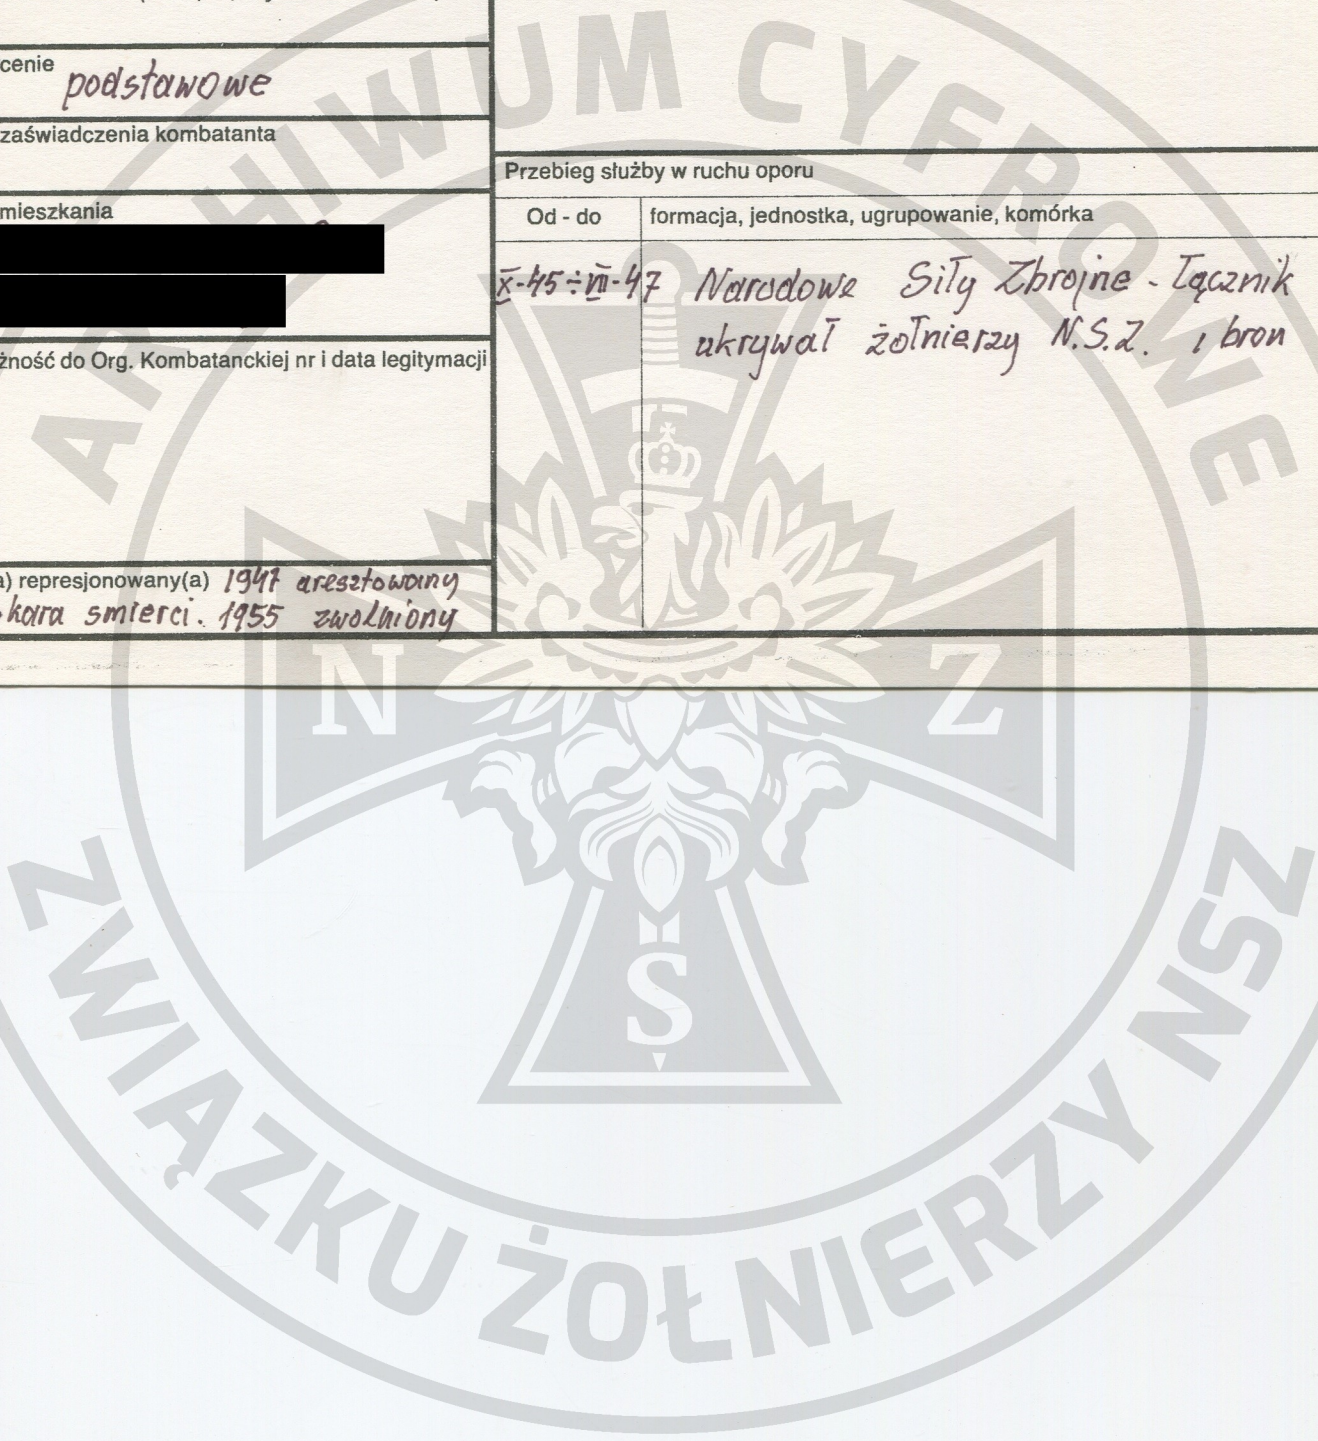 cenie podstawowe
zaświadczenia kombatanta
mieszkania
żność do Org. Kombatanckiej nr i data legitymacji
a) represjonowany(a) 1947 aresztowany
kara smierci. 1955 zwolniony
Przebieg służby w ruchu oporu
Od - do formacja, jednostka, ugrupowanie, komórka
X-45÷VII-47 Narodowe Siły Zbrojne - Łącznik
ukrywał żołnierzy N.S.Z. i bron
ARCHIWUM CYFROWE
ZWIĄZKU ŻOŁNIERZY NSZ
N Z
S